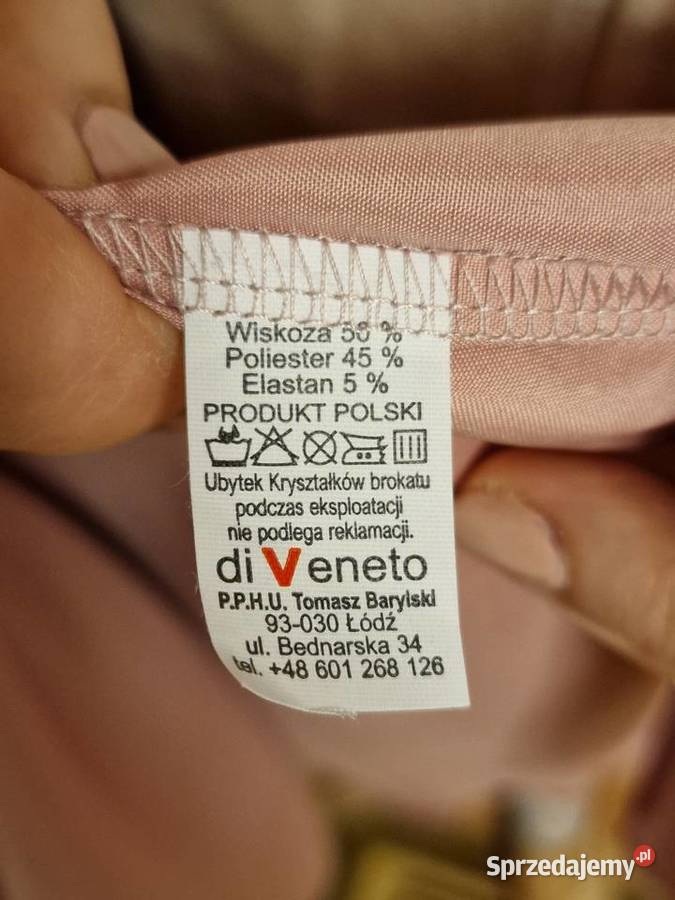 Wiskoza 50 %
Poliester 45 %
Elastan 5 %
PRODUKT POLSKI
Ubytek Kryształków brokatu
podczas eksploatacji
nie podlega reklamacji.
di Veneto
P.P.H.U. Tomasz Barylski
93-030 Łódź
ul. Bednarska 34
tel. +48 601 268 126
Sprzedajemy.pl